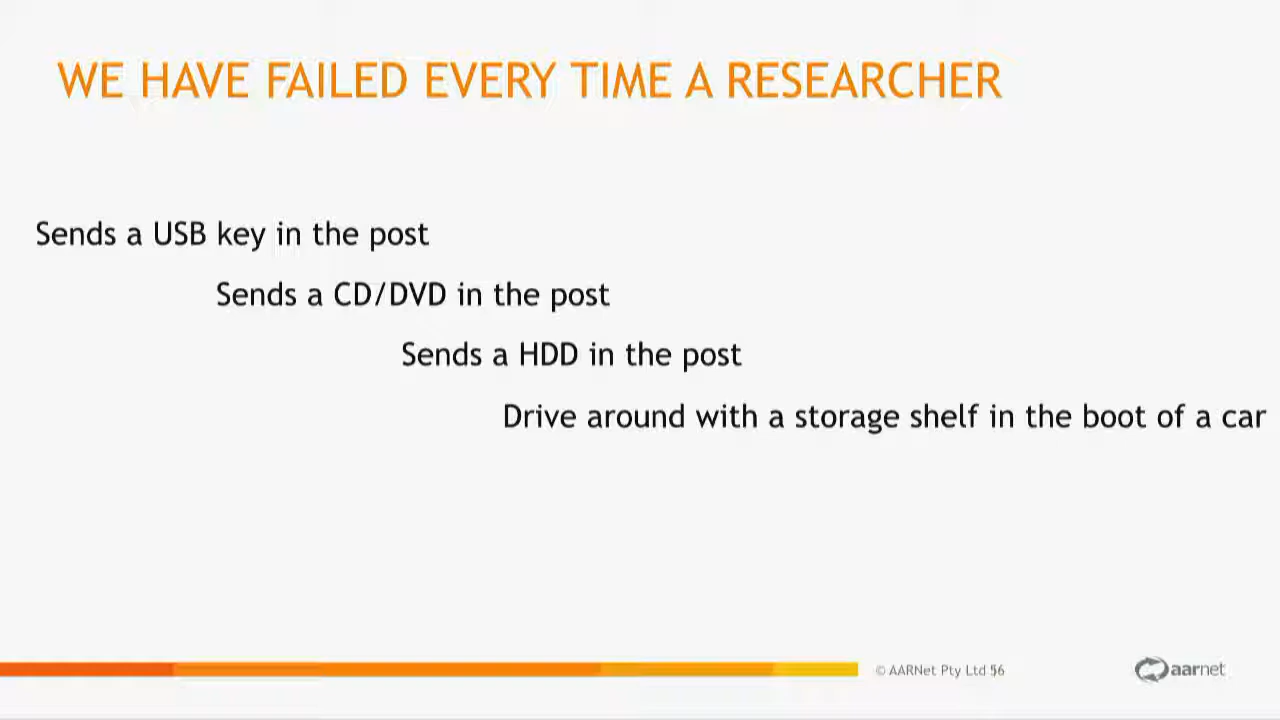 WE HAVE FAILED EVERY TIME A RESEARCHER
Sends a USB key in the post
Sends a CD/DVD in the post
Sends a HDD in the post
Drive around with a storage shelf in the boot of a car
© AARNet Pty Ltd 56
aarnet